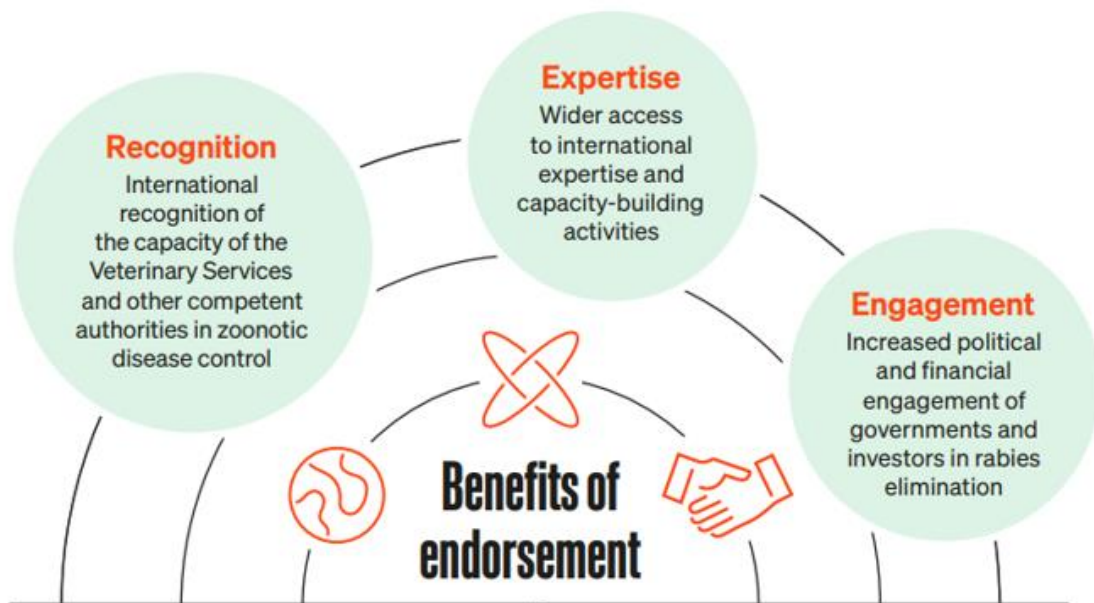 Recognition
International
recognition of
the capacity of the
Veterinary Services
and other competent
authorities in zoonotic
disease control
Expertise
Wider access
to international
expertise and
capacity-building
activities
Engagement
Increased political
and financial
engagement of
governments and
investors in rabies
elimination
Benefits of
endorsement